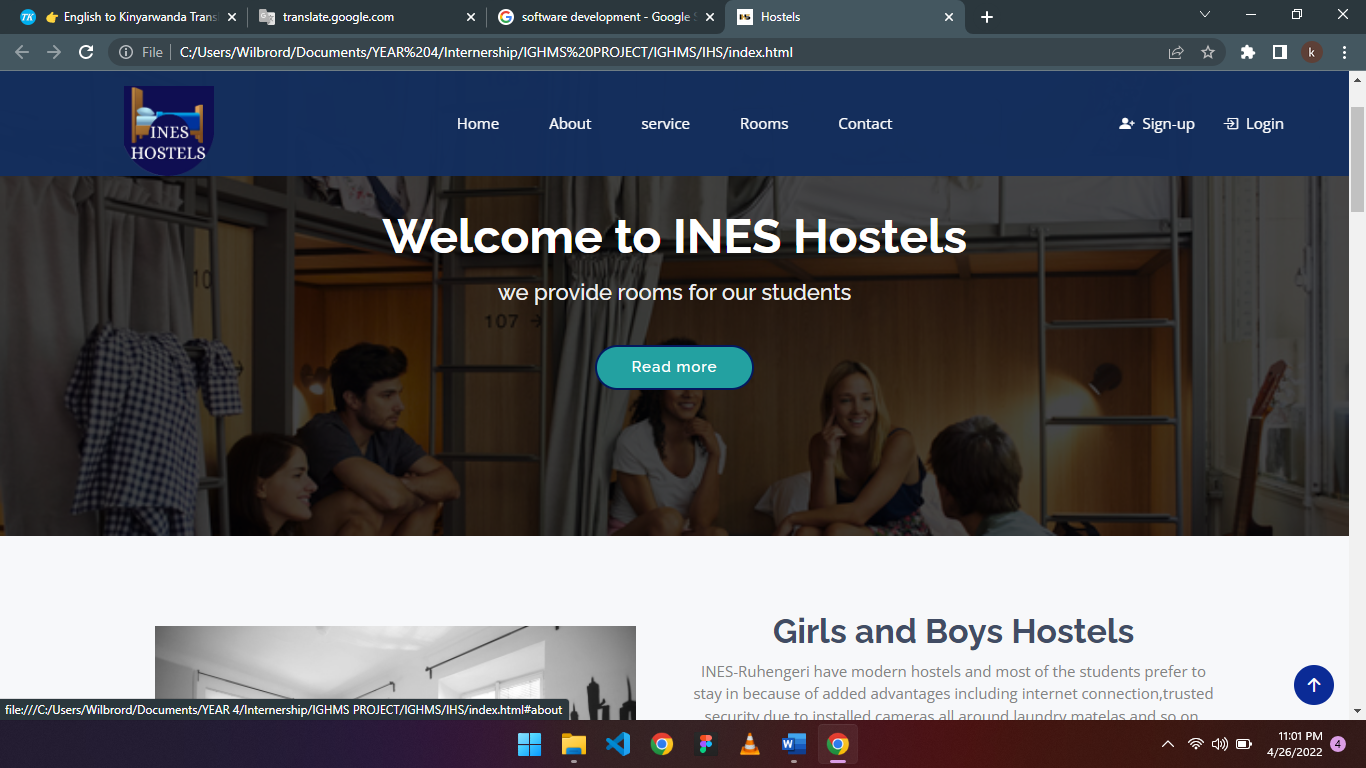 👉 English to Kinyarwanda Trans
translate.google.com
software development - Google S
Hostels
File
C:/Users/Wilbrord/Documents/YEAR%204/Internership/IGHMS%20PROJECT/IGHMS/IHS/index.html
k
INES
HOSTELS
Home
About
service
Rooms
Contact
Sign-up
Login
Welcome to INES Hostels
we provide rooms for our students
10
107 →
Read more
Girls and Boys Hostels
INES-Ruhengeri have modern hostels and most of the students prefer to
stay in because of added advantages including internet connection,trusted
security due to installed cameras all around laundry,matelas and so on
file:///C:/Users/Wilbrord/Documents/YEAR 4/Internership/IGHMS PROJECT/IGHMS/IHS/index.html#about
11:01 PM
4/26/2022
4